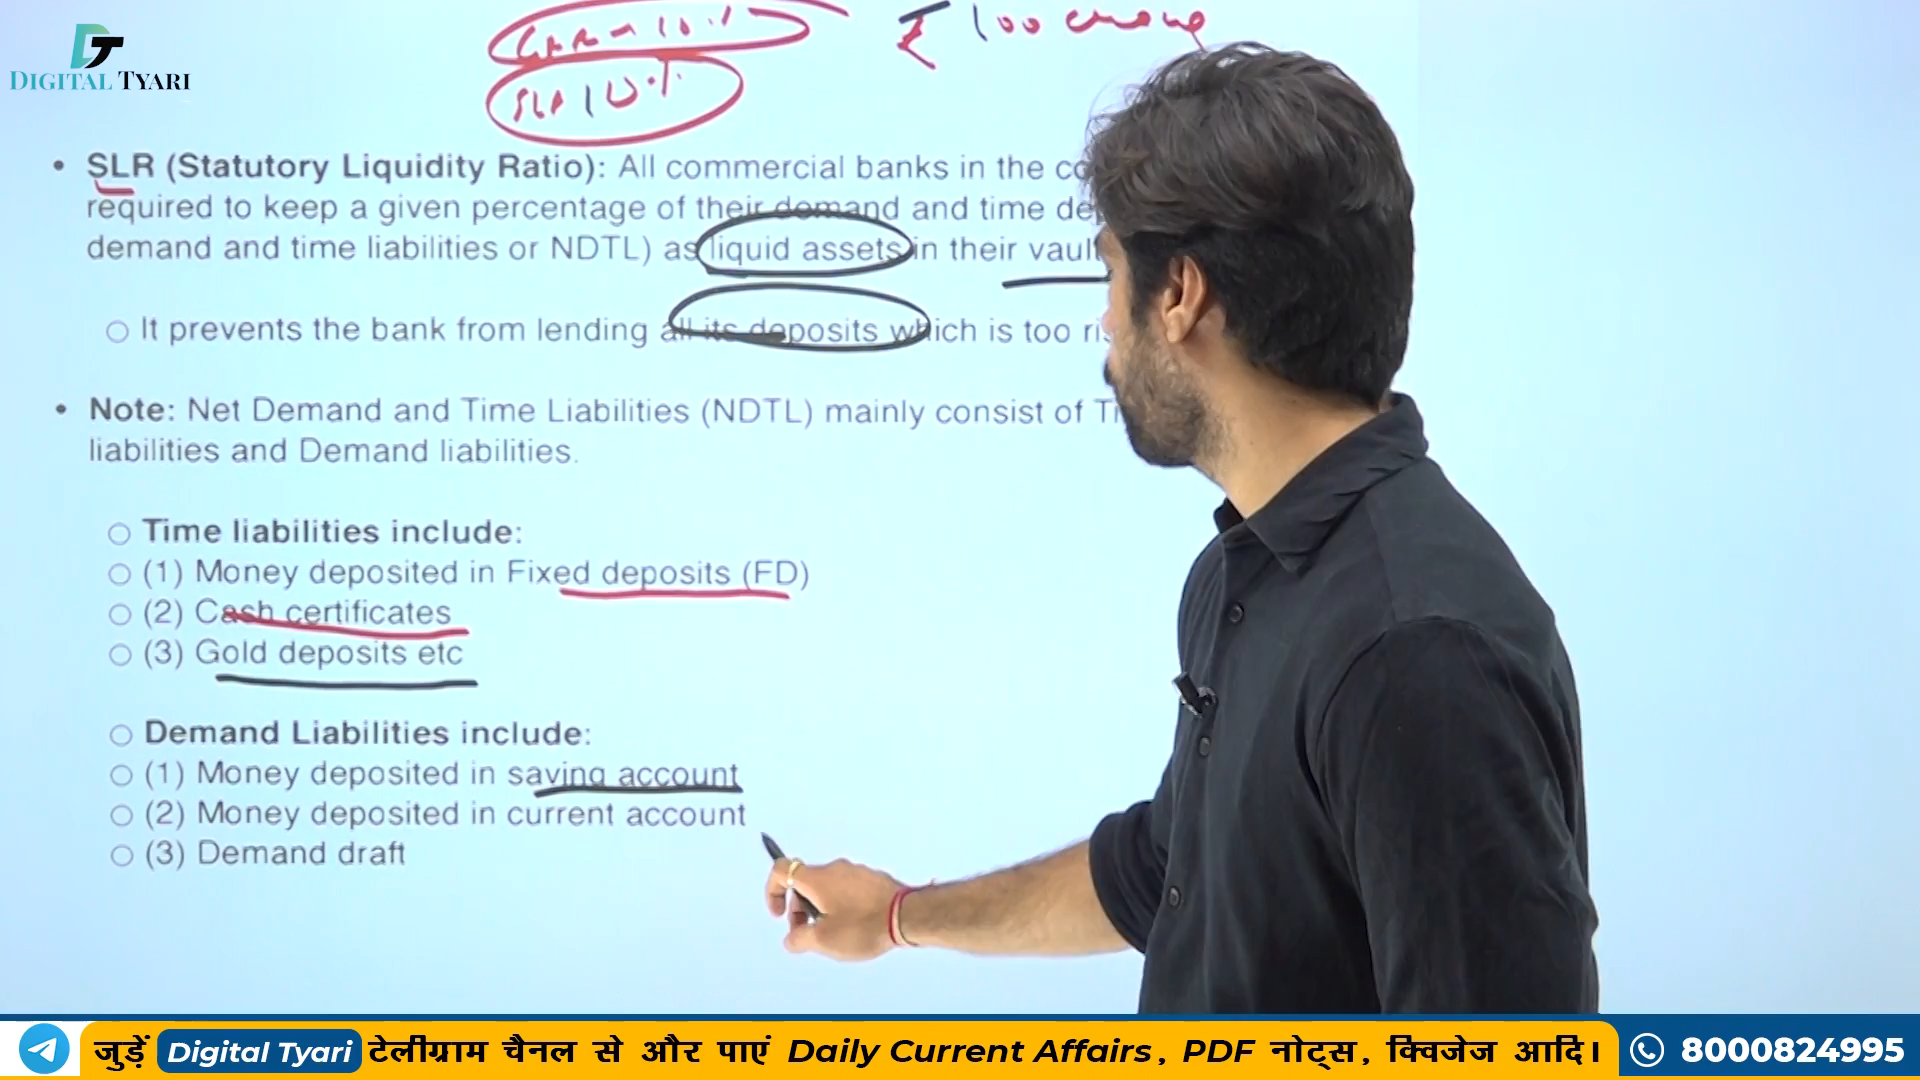 ₹ 100
SLR 10%
DT
DIGITAL TYARI
• SLR (Statutory Liquidity Ratio): All commercial banks in the
required to keep a given percentage of their demand and time
demand and time liabilities or NDTL) as liquid assets in their
○ It prevents the bank from lending all its deposits which is too
• Note: Net Demand and Time Liabilities (NDTL) mainly consist of
liabilities and Demand liabilities.
○ Time liabilities include:
○ (1) Money deposited in Fixed deposits (FD)
○ (2) Cash certificates
○ (3) Gold deposits etc
○ Demand Liabilities include:
○ (1) Money deposited in saving account
○ (2) Money deposited in current account
○ (3) Demand draft
जुड़ें Digital Tyari टेलीग्राम चैनल से और पाएं Daily Current Affairs, PDF नोट्स, क्विजेज आदि। 8000824995